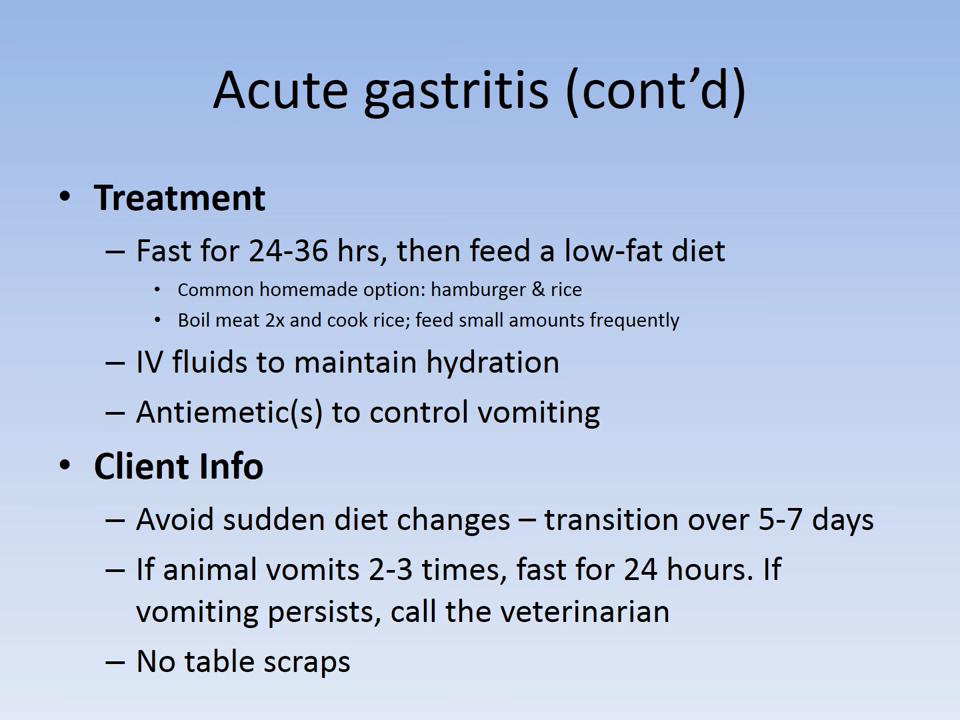 Acute gastritis (cont’d)
• Treatment
– Fast for 24-36 hrs, then feed a low-fat diet
• Common homemade option: hamburger & rice
• Boil meat 2x and cook rice; feed small amounts frequently
– IV fluids to maintain hydration
– Antiemetic(s) to control vomiting
• Client Info
– Avoid sudden diet changes – transition over 5-7 days
– If animal vomits 2-3 times, fast for 24 hours. If
vomiting persists, call the veterinarian
– No table scraps